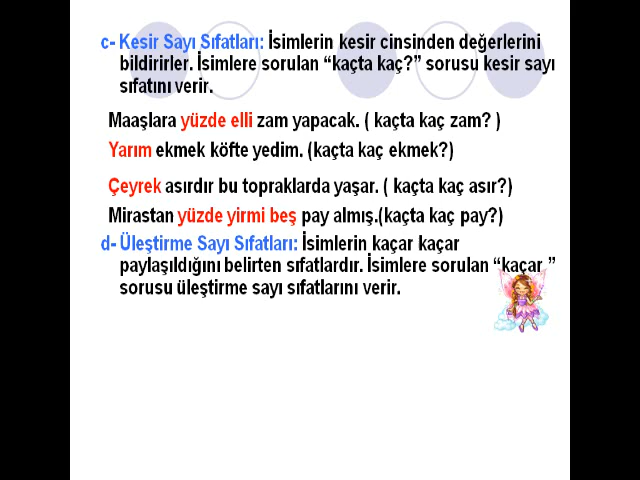 c- Kesir Sayı Sıfatları: İsimlerin kesir cinsinden değerlerini
bildirirler. İsimlere sorulan “kaçta kaç?” sorusu kesir sayı
sıfatını verir.
Maaşlara yüzde elli zam yapacak. ( kaçta kaç zam? )
Yarım ekmek köfte yedim. (kaçta kaç ekmek?)
Çeyrek asırdır bu topraklarda yaşar. ( kaçta kaç asır?)
Mirastan yüzde yirmi beş pay almış.(kaçta kaç pay?)
d- Üleştirme Sayı Sıfatları: İsimlerin kaçar kaçar
paylaşıldığını belirten sıfatlardır. İsimlere sorulan “kaçar ”
sorusu üleştirme sayı sıfatlarını verir.